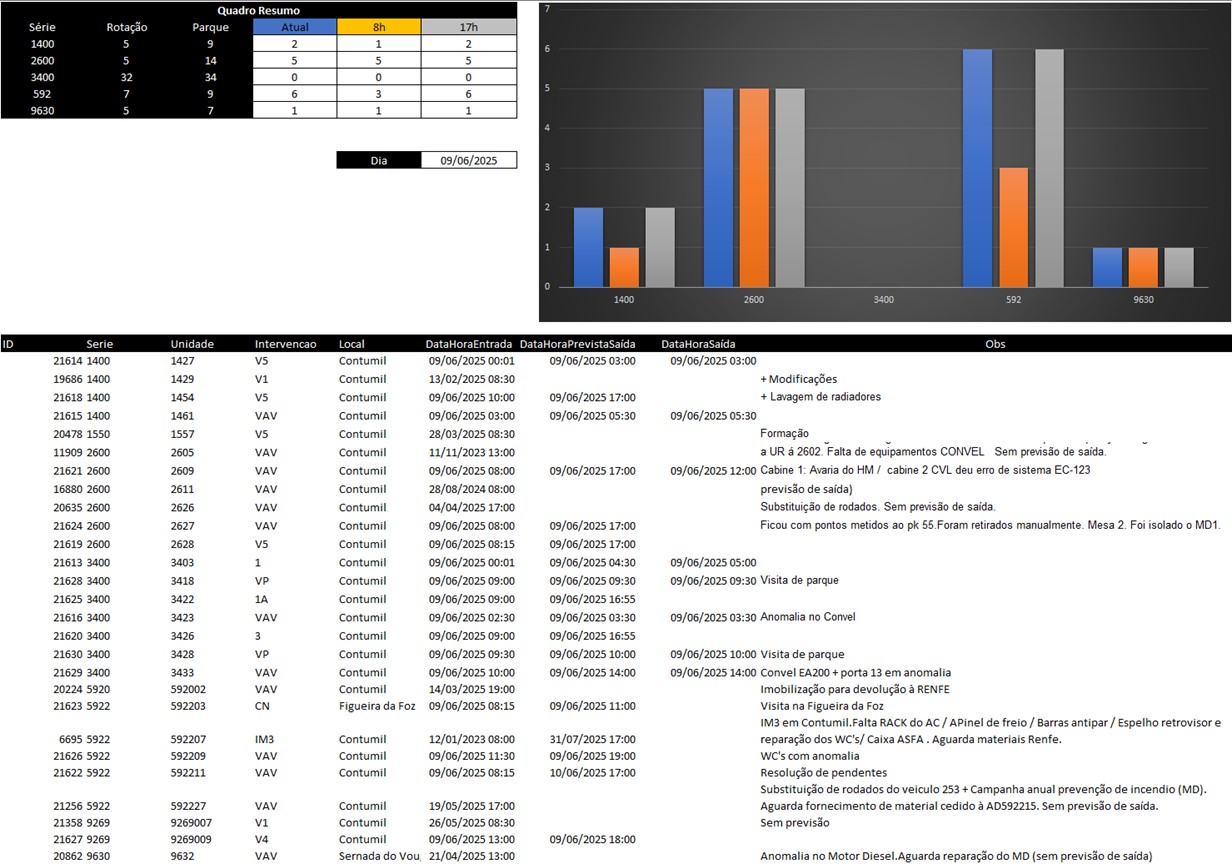 Quadro Resumo
Série Rotação Parque Atual 8h 17h
1400 5 9 2 1 2
2600 5 14 5 5 5
3400 32 34 0 0 0
592 7 9 6 3 6
9630 5 7 1 1 1
Dia 09/06/2025
7
6
5
4
3
2
1
0
1400 2600 3400 592 9630
ID Serie Unidade Intervencao Local DataHoraEntrada DataHoraPrevistaSaída DataHoraSaída Obs
21614 1400 1427 V5 Contumil 09/06/2025 00:01 09/06/2025 03:00 09/06/2025 03:00
19686 1400 1429 V1 Contumil 13/02/2025 08:30 + Modificações
21618 1400 1454 V5 Contumil 09/06/2025 10:00 09/06/2025 17:00 + Lavagem de radiadores
21615 1400 1461 VAV Contumil 09/06/2025 03:00 09/06/2025 05:30 09/06/2025 05:30
20478 1550 1557 V5 Contumil 28/03/2025 08:30 Formação
11909 2600 2605 VAV Contumil 11/11/2023 13:00 a UR á 2602. Falta de equipamentos CONVEL Sem previsão de saída.
21621 2600 2609 VAV Contumil 09/06/2025 08:00 09/06/2025 17:00 09/06/2025 12:00 Cabine 1: Avaria do HM / cabine 2 CVL deu erro de sistema EC-123
16880 2600 2611 VAV Contumil 28/08/2024 08:00 previsão de saída)
20635 2600 2626 VAV Contumil 04/04/2025 17:00 Substituição de rodados. Sem previsão de saída.
21624 2600 2627 VAV Contumil 09/06/2025 08:00 09/06/2025 17:00 Ficou com pontos metidos ao pk 55.Foram retirados manualmente. Mesa 2. Foi isolado o MD1.
21619 2600 2628 V5 Contumil 09/06/2025 08:15 09/06/2025 17:00
21613 3400 3403 1 Contumil 09/06/2025 00:01 09/06/2025 04:30 09/06/2025 05:00
21628 3400 3418 VP Contumil 09/06/2025 09:00 09/06/2025 09:30 09/06/2025 09:30 Visita de parque
21625 3400 3422 1A Contumil 09/06/2025 09:00 09/06/2025 16:55
21616 3400 3423 VAV Contumil 09/06/2025 02:30 09/06/2025 03:30 09/06/2025 03:30 Anomalia no Convel
21620 3400 3426 3 Contumil 09/06/2025 09:00 09/06/2025 16:55
21630 3400 3428 VP Contumil 09/06/2025 09:30 09/06/2025 10:00 09/06/2025 10:00 Visita de parque
21629 3400 3433 VAV Contumil 09/06/2025 10:00 09/06/2025 14:00 09/06/2025 14:00 Convel EA200 + porta 13 em anomalia
20224 5920 592002 VAV Contumil 14/03/2025 19:00 Imobilização para devolução à RENFE
21623 5922 592203 CN Figueira da Foz 09/06/2025 08:15 09/06/2025 11:00 Visita na Figueira da Foz
IM3 em Contumil.Falta RACK do AC / APinel de freio / Barras antipar / Espelho retrovisor e
6695 5922 592207 IM3 Contumil 12/01/2023 08:00 31/07/2025 17:00 reparação dos WC's/ Caixa ASFA . Aguarda materiais Renfe.
21626 5922 592209 VAV Contumil 09/06/2025 11:30 09/06/2025 19:00 WC's com anomalia
21622 5922 592211 VAV Contumil 09/06/2025 08:15 10/06/2025 17:00 Resolução de pendentes
Substituição de rodados do veiculo 253 + Campanha anual prevenção de incendio (MD).
21256 5922 592227 VAV Contumil 19/05/2025 17:00 Aguarda fornecimento de material cedido à AD592215. Sem previsão de saída.
21358 9269 9269007 V1 Contumil 26/05/2025 08:30 Sem previsão
21627 9269 9269009 V4 Contumil 09/06/2025 13:00 09/06/2025 18:00
20862 9630 9632 VAV Sernada do Vou 21/04/2025 13:00 Anomalia no Motor Diesel.Aguarda reparação do MD (sem previsão de saída)